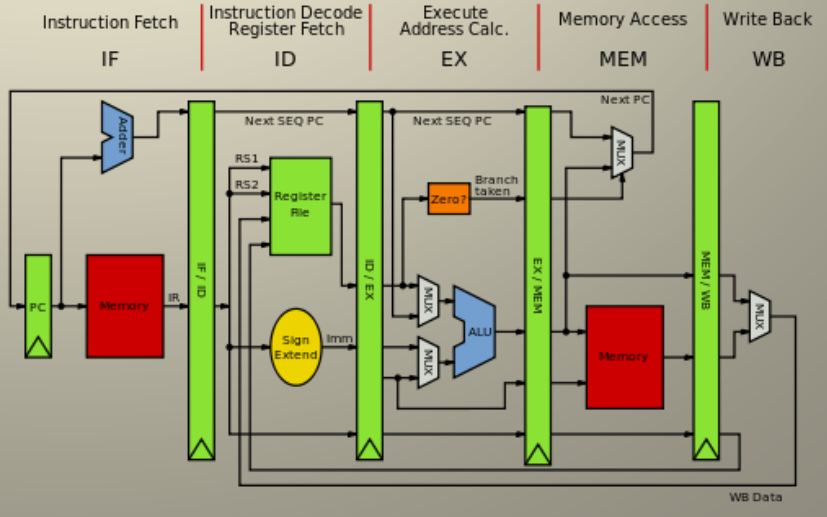 Instruction Fetch
IF
Instruction Decode
Register Fetch
ID
Execute
Address Calc.
EX
Memory Access
MEM
Write Back
WB
Next PC
Adder
Next SEQ PC
Next SEQ PC
MUX
RS1
RS2
Register
File
Branch
taken
Zero?
PC
Memory
IR
IF / ID
Sign
Extend
Imm
ID / EX
MUX
MUX
ALU
EX / MEM
Memory
MEM / WB
MUX
WB Data